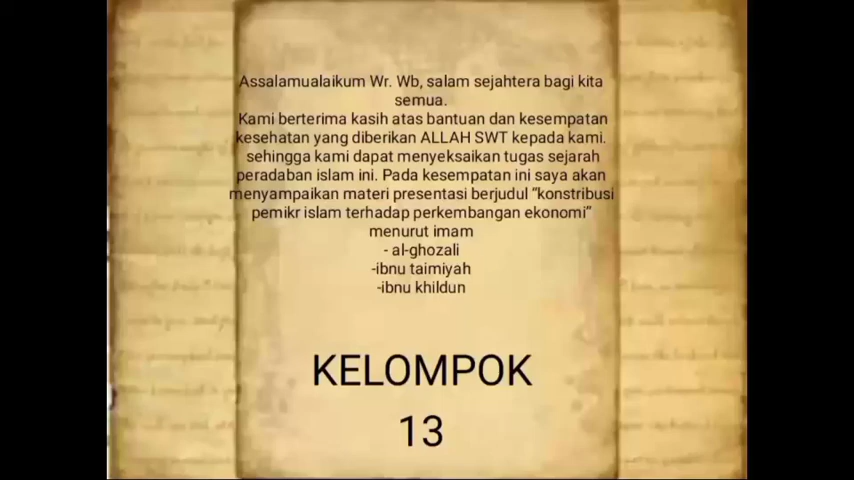 Assalamualaikum Wr. Wb, salam sejahtera bagi kita
semua.
Kami berterima kasih atas bantuan dan kesempatan
kesehatan yang diberikan ALLAH SWT kepada kami.
sehingga kami dapat menyeksaikan tugas sejarah
peradaban islam ini. Pada kesempatan ini saya akan
menyampaikan materi presentasi berjudul “konstribusi
pemikr islam terhadap perkembangan ekonomi”
menurut imam
- al-ghozali
-ibnu taimiyah
-ibnu khildun
KELOMPOK
13